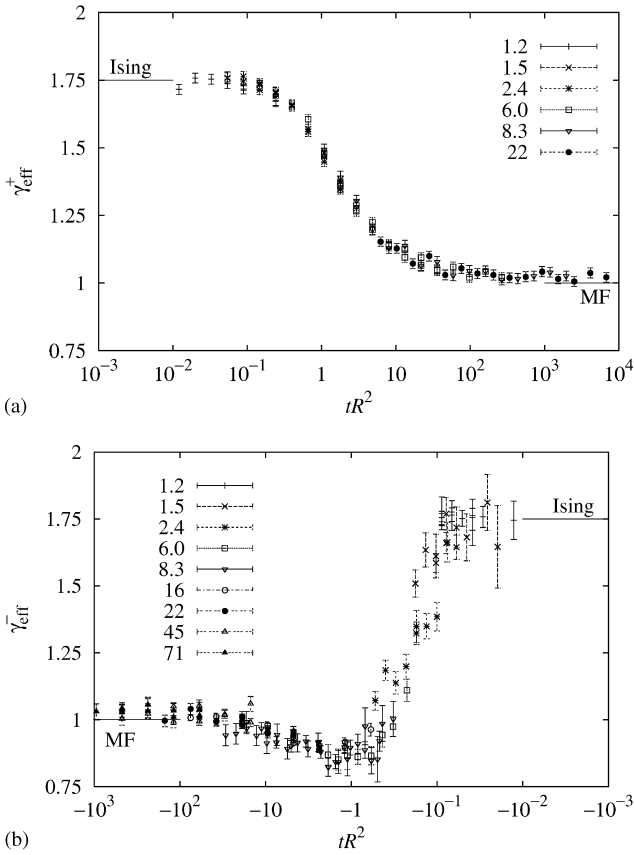 2
1.75
1.5
1.25
1
0.75
γ⁺eff
Ising
1.2
1.5
2.4
6.0
8.3
22
MF
10⁻³ 10⁻² 10⁻¹ 1 10 10² 10³ 10⁴
tR²
(a)
2
1.75
1.5
1.25
1
0.75
γ⁻eff
1.2
1.5
2.4
6.0
8.3
16
22
45
71
Ising
MF
−10³ −10² −10 −1 −10⁻¹ −10⁻² −10⁻³
tR²
(b)